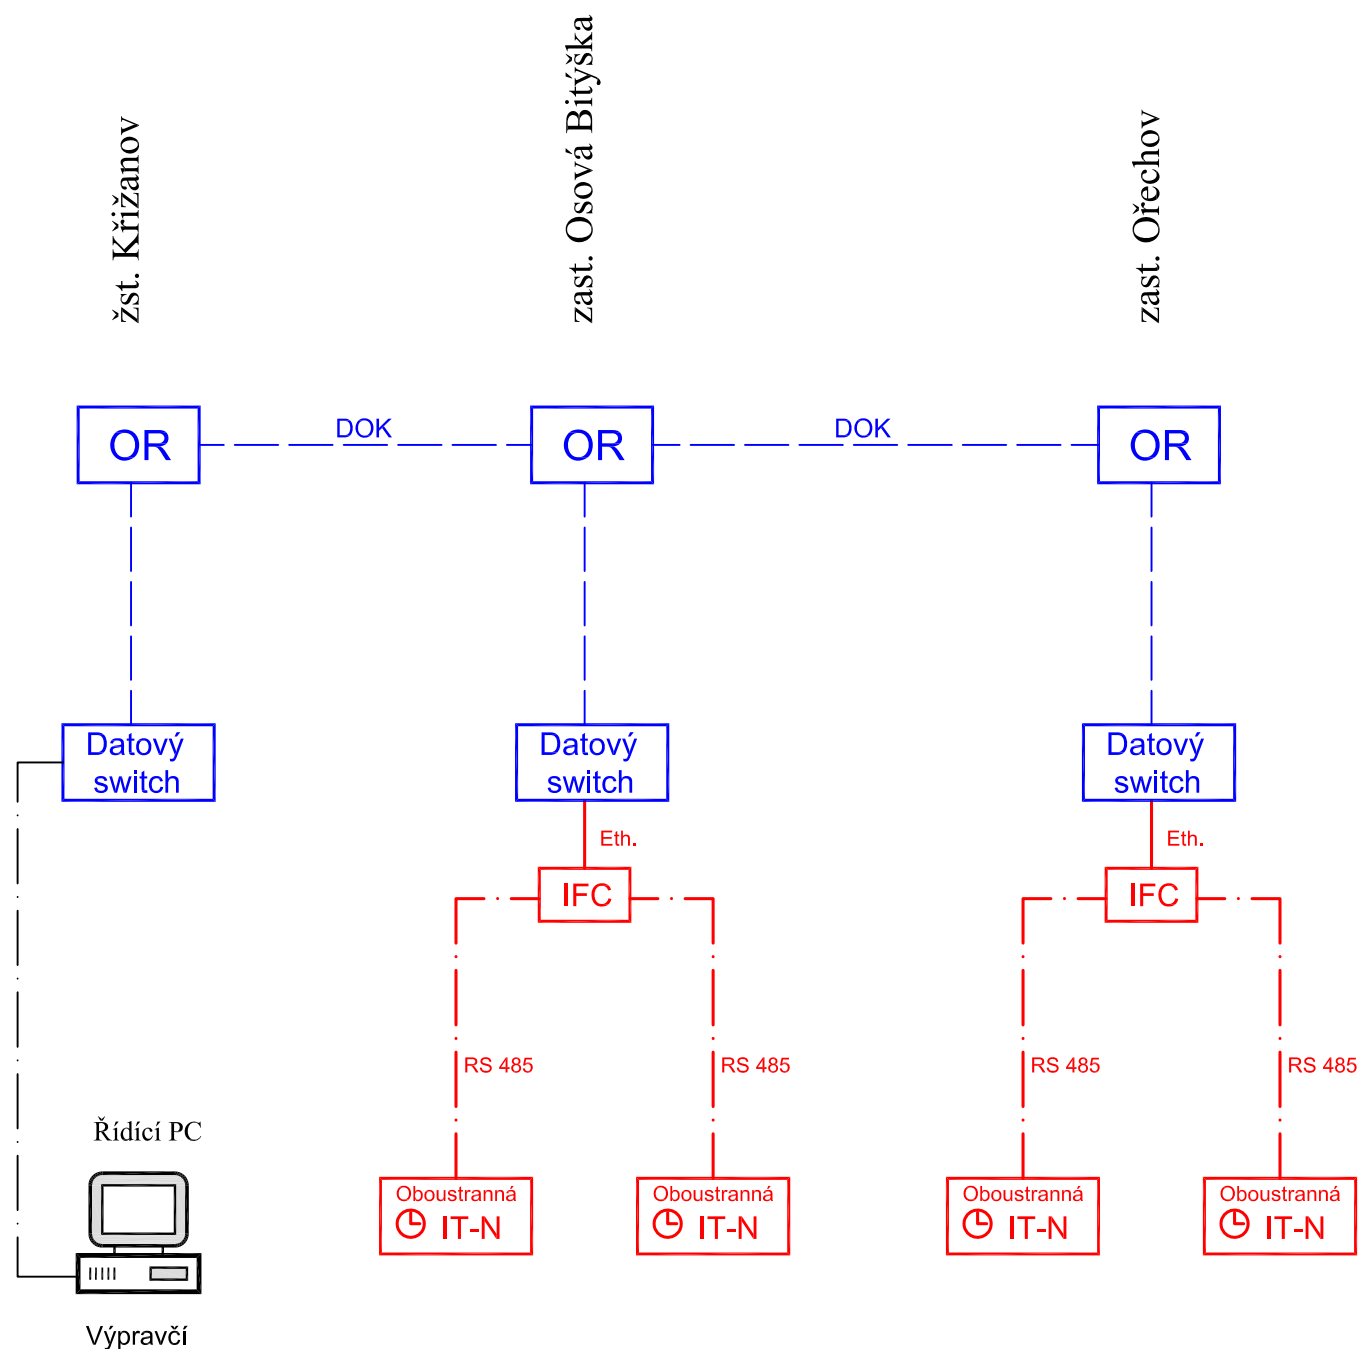 žst. Křižanov
zast. Osová Bitýška
zast. Ořechov
OR
DOK
OR
DOK
OR
Datový
switch
Datový
switch
Datový
switch
Eth.
Eth.
IFC
IFC
RS 485
RS 485
RS 485
RS 485
Řídící PC
Oboustranná
IT-N
Oboustranná
IT-N
Oboustranná
IT-N
Oboustranná
IT-N
Výpravčí